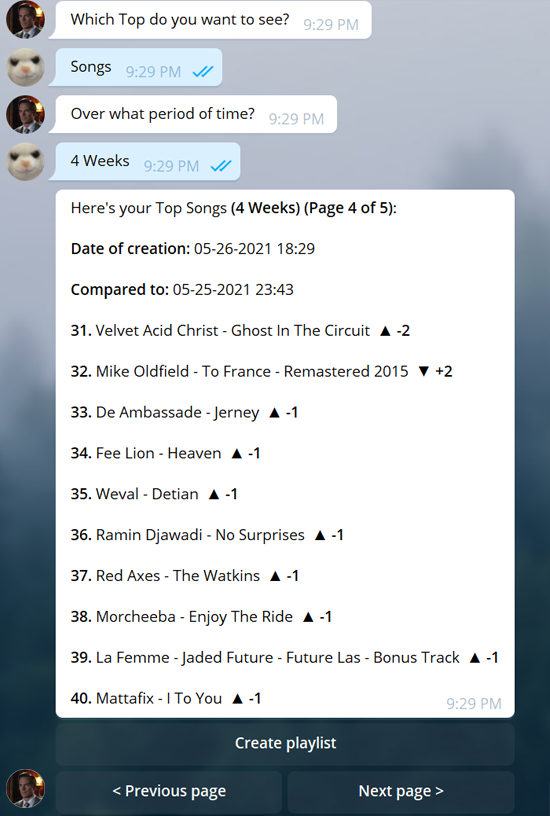 Which Top do you want to see? 9:29 PM
Songs 9:29 PM
Over what period of time? 9:29 PM
4 Weeks 9:29 PM
Here's your Top Songs (4 Weeks) (Page 4 of 5):
Date of creation: 05-26-2021 18:29
Compared to: 05-25-2021 23:43
31. Velvet Acid Christ - Ghost In The Circuit ▲ -2
32. Mike Oldfield - To France - Remastered 2015 ▼ +2
33. De Ambassade - Jerney ▲ -1
34. Fee Lion - Heaven ▲ -1
35. Weval - Detian ▲ -1
36. Ramin Djawadi - No Surprises ▲ -1
37. Red Axes - The Watkins ▲ -1
38. Morcheeba - Enjoy The Ride ▲ -1
39. La Femme - Jaded Future - Future Las - Bonus Track ▲ -1
40. Mattafix - I To You ▲ -1
9:29 PM
Create playlist
< Previous page Next page >